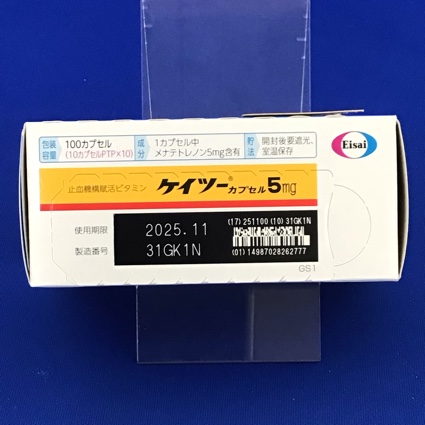 包装容量 100カプセル
(10カプセルPTP×10)
成分 1カプセル中
メナテトレノン5mg含有
貯法 開封後要遮光、
室温保存
Eisai
止血機構賦活ビタミン ケイツー® カプセル 5mg
使用期限 2025.11
製造番号 31GK1N
(17) 251100 (10) 31GK1N
(01) 14987028262777
GS1